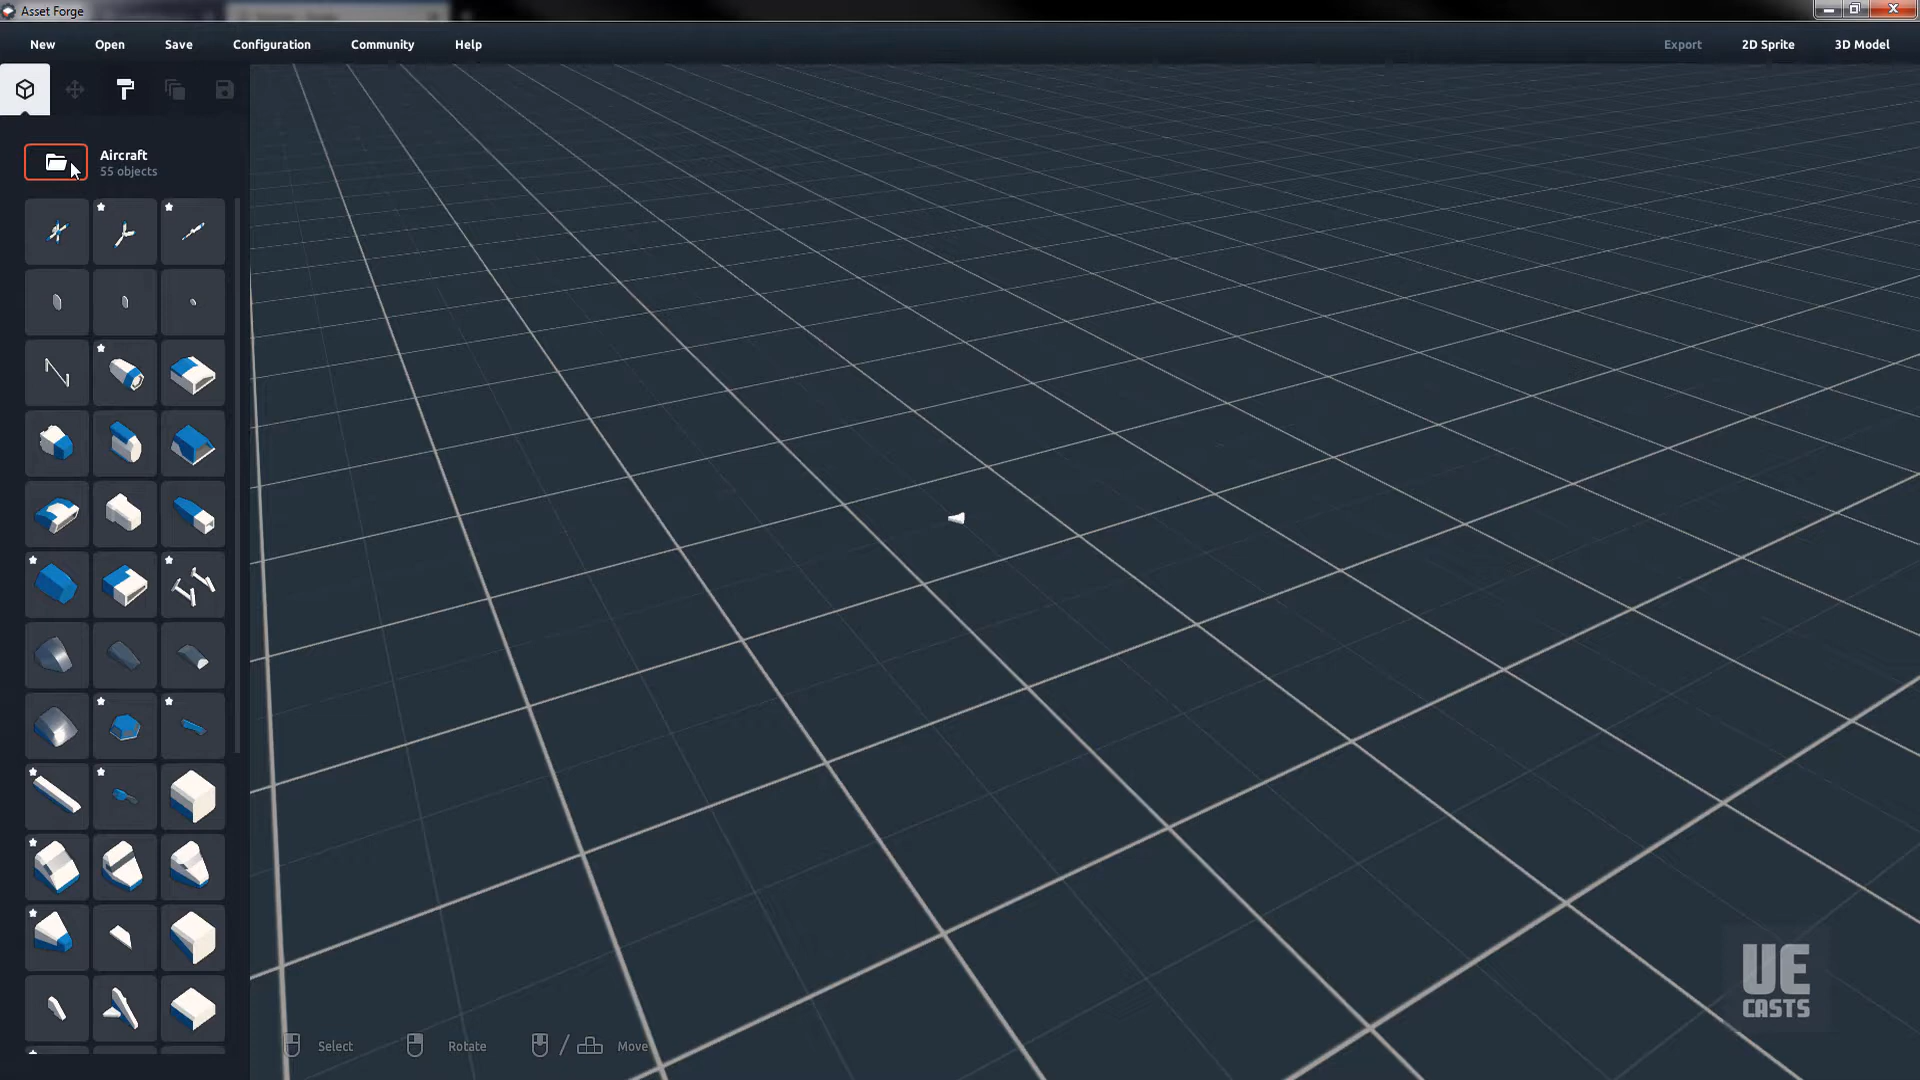 Asset Forge
New Open Save Configuration Community Help Export 2D Sprite 3D Model
Aircraft
55 objects
Select Rotate / Move
UE
CASTS